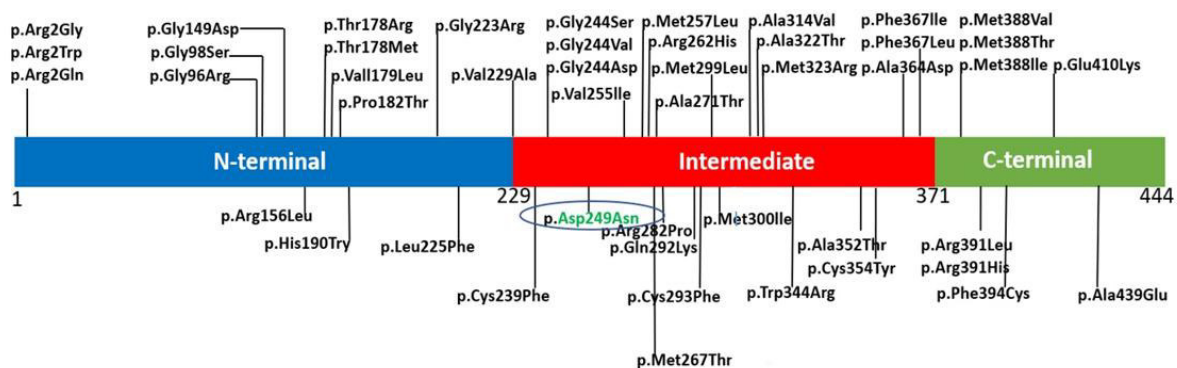 p.Arg2Gly
p.Arg2Trp
p.Arg2Gln
p.Gly149Asp
p.Gly98Ser
p.Gly96Arg
p.Thr178Arg
p.Thr178Met
p.Vall179Leu
p.Pro182Thr
p.Gly223Arg
p.Val229Ala
p.Gly244Ser
p.Gly244Val
p.Gly244Asp
p.Val255Ile
p.Met257Leu
p.Arg262His
p.Met299Leu
p.Ala271Thr
p.Ala314Val
p.Ala322Thr
p.Met323Arg
p.Phe367Ile
p.Phe367Leu
p.Ala364Asp
p.Met388Val
p.Met388Thr
p.Met388Ile
p.Glu410Lys
N-terminal
Intermediate
C-terminal
1
229
371
444
p.Arg156Leu
p.His190Try
p.Leu225Phe
p.Cys239Phe
p.Asp249Asn
p.Arg282Pro
p.Gln292Lys
p.Cys293Phe
p.Met267Thr
p.Met300Ile
p.Trp344Arg
p.Ala352Thr
p.Cys354Tyr
p.Arg391Leu
p.Arg391His
p.Phe394Cys
p.Ala439Glu